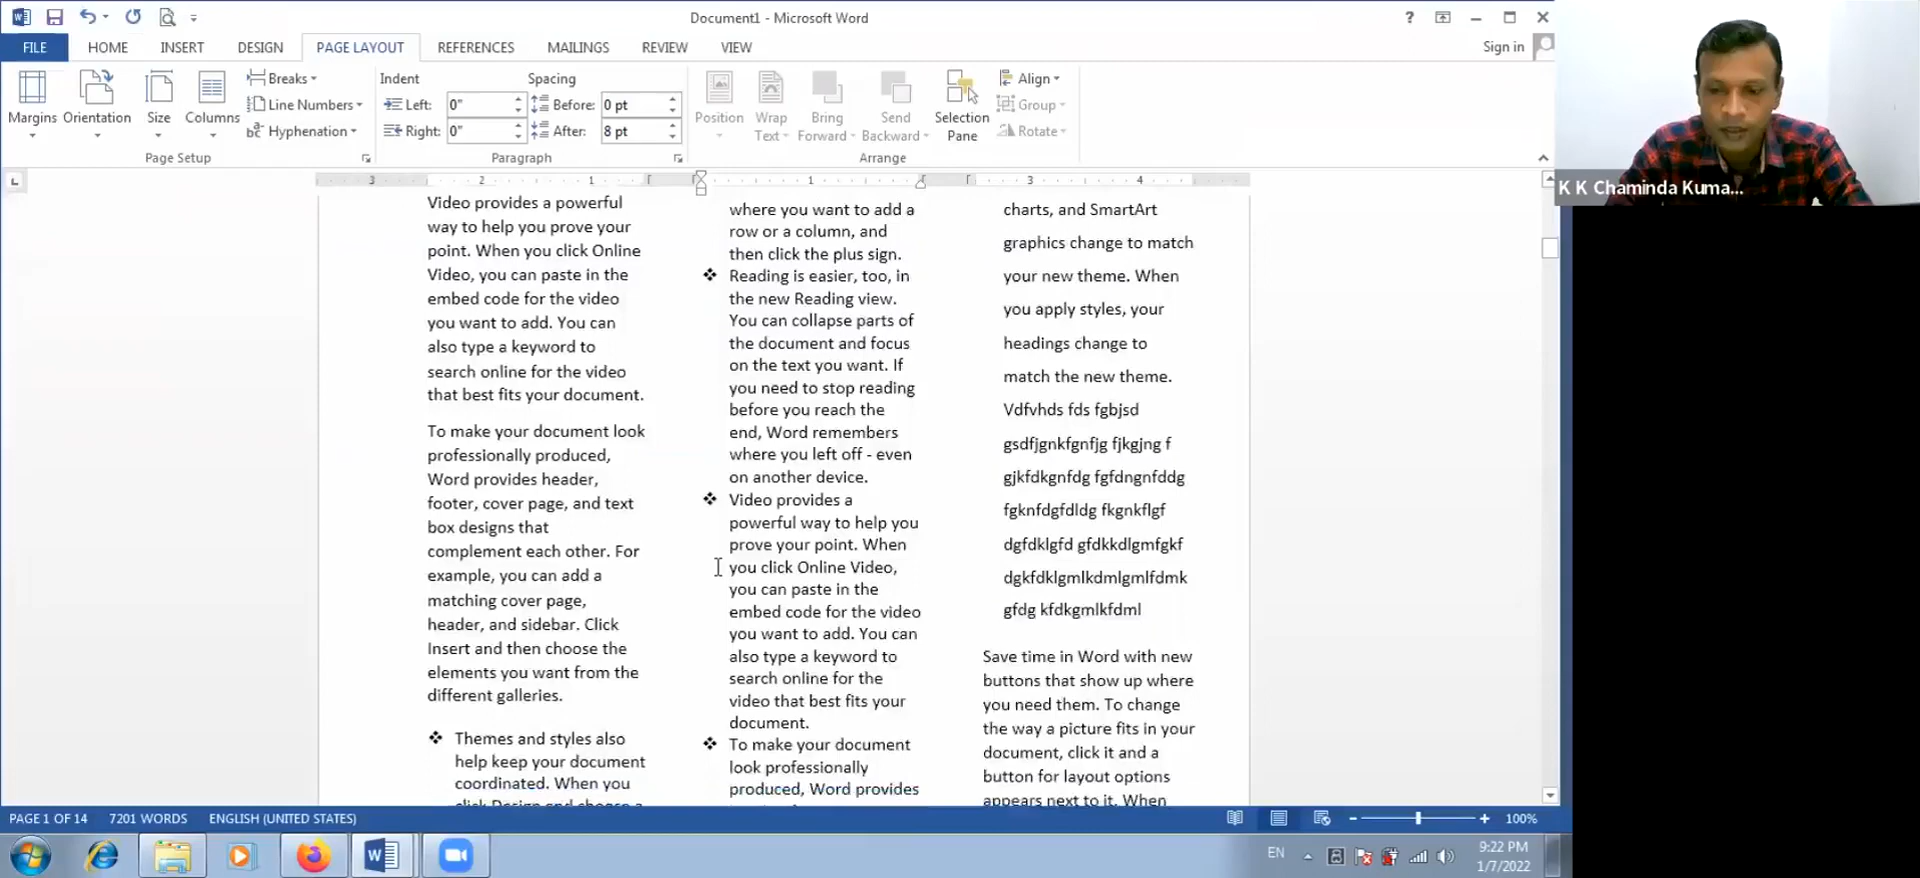 Document1 - Microsoft Word
?
FILE
HOME
INSERT
DESIGN
PAGE LAYOUT
REFERENCES
MAILINGS
REVIEW
VIEW
Sign in
Margins
Orientation
Size
Columns
Breaks
Line Numbers
Hyphenation
Page Setup
Indent
Left: 0"
Right: 0"
Spacing
Before: 0 pt
After: 8 pt
Paragraph
Position
Wrap
Text
Bring
Forward
Send
Backward
Selection
Pane
Align
Group
Rotate
Arrange
K K Chaminda Kuma...
3 2 1 1 3 4
Video provides a powerful
way to help you prove your
point. When you click Online
Video, you can paste in the
embed code for the video
you want to add. You can
also type a keyword to
search online for the video
that best fits your document.
To make your document look
professionally produced,
Word provides header,
footer, cover page, and text
box designs that
complement each other. For
example, you can add a
matching cover page,
header, and sidebar. Click
Insert and then choose the
elements you want from the
different galleries.
❖ Themes and styles also
help keep your document
coordinated. When you
click Design and choose a
where you want to add a
row or a column, and
then click the plus sign.
❖ Reading is easier, too, in
the new Reading view.
You can collapse parts of
the document and focus
on the text you want. If
you need to stop reading
before you reach the
end, Word remembers
where you left off - even
on another device.
❖ Video provides a
powerful way to help you
prove your point. When
you click Online Video,
you can paste in the
embed code for the video
you want to add. You can
also type a keyword to
search online for the
video that best fits your
document.
❖ To make your document
look professionally
produced, Word provides
charts, and SmartArt
graphics change to match
your new theme. When
you apply styles, your
headings change to
match the new theme.
Vdfvhds fds fgbjsd
gsdfjgnkfgnfjg fjkgjng f
gjkfdkgnfdg fgfdngnfddg
fgknfdgfdldg fkgnkflgf
dgfdklgfd gfdkkdlgmfgkf
dgkfdklgmlkdmlgmlfdmk
gfdg kfdkgmlkfdml
Save time in Word with new
buttons that show up where
you need them. To change
the way a picture fits in your
document, click it and a
button for layout options
appears next to it. When
PAGE 1 OF 14
7201 WORDS
ENGLISH (UNITED STATES)
100%
EN
9:22 PM
1/7/2022